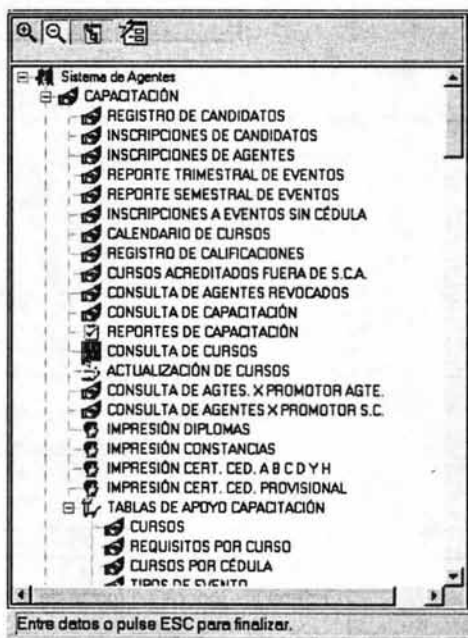 Sistema de Agentes
CAPACITACIÓN
REGISTRO DE CANDIDATOS
INSCRIPCIONES DE CANDIDATOS
INSCRIPCIONES DE AGENTES
REPORTE TRIMESTRAL DE EVENTOS
REPORTE SEMESTRAL DE EVENTOS
INSCRIPCIONES A EVENTOS SIN CÉDULA
CALENDARIO DE CURSOS
REGISTRO DE CALIFICACIONES
CURSOS ACREDITADOS FUERA DE S.C.A.
CONSULTA DE AGENTES REVOCADOS
CONSULTA DE CAPACITACIÓN
REPORTES DE CAPACITACIÓN
CONSULTA DE CURSOS
ACTUALIZACIÓN DE CURSOS
CONSULTA DE AGTES. X PROMOTOR AGTE.
CONSULTA DE AGENTES X PROMOTOR S.C.
IMPRESIÓN DIPLOMAS
IMPRESIÓN CONSTANCIAS
IMPRESIÓN CERT. CED. A B C D Y H
IMPRESIÓN CERT. CED. PROVISIONAL
TABLAS DE APOYO CAPACITACIÓN
CURSOS
REQUISITOS POR CURSO
CURSOS POR CÉDULA
TIPOS DE EVENTO
Entre datos o pulse ESC para finalizar.